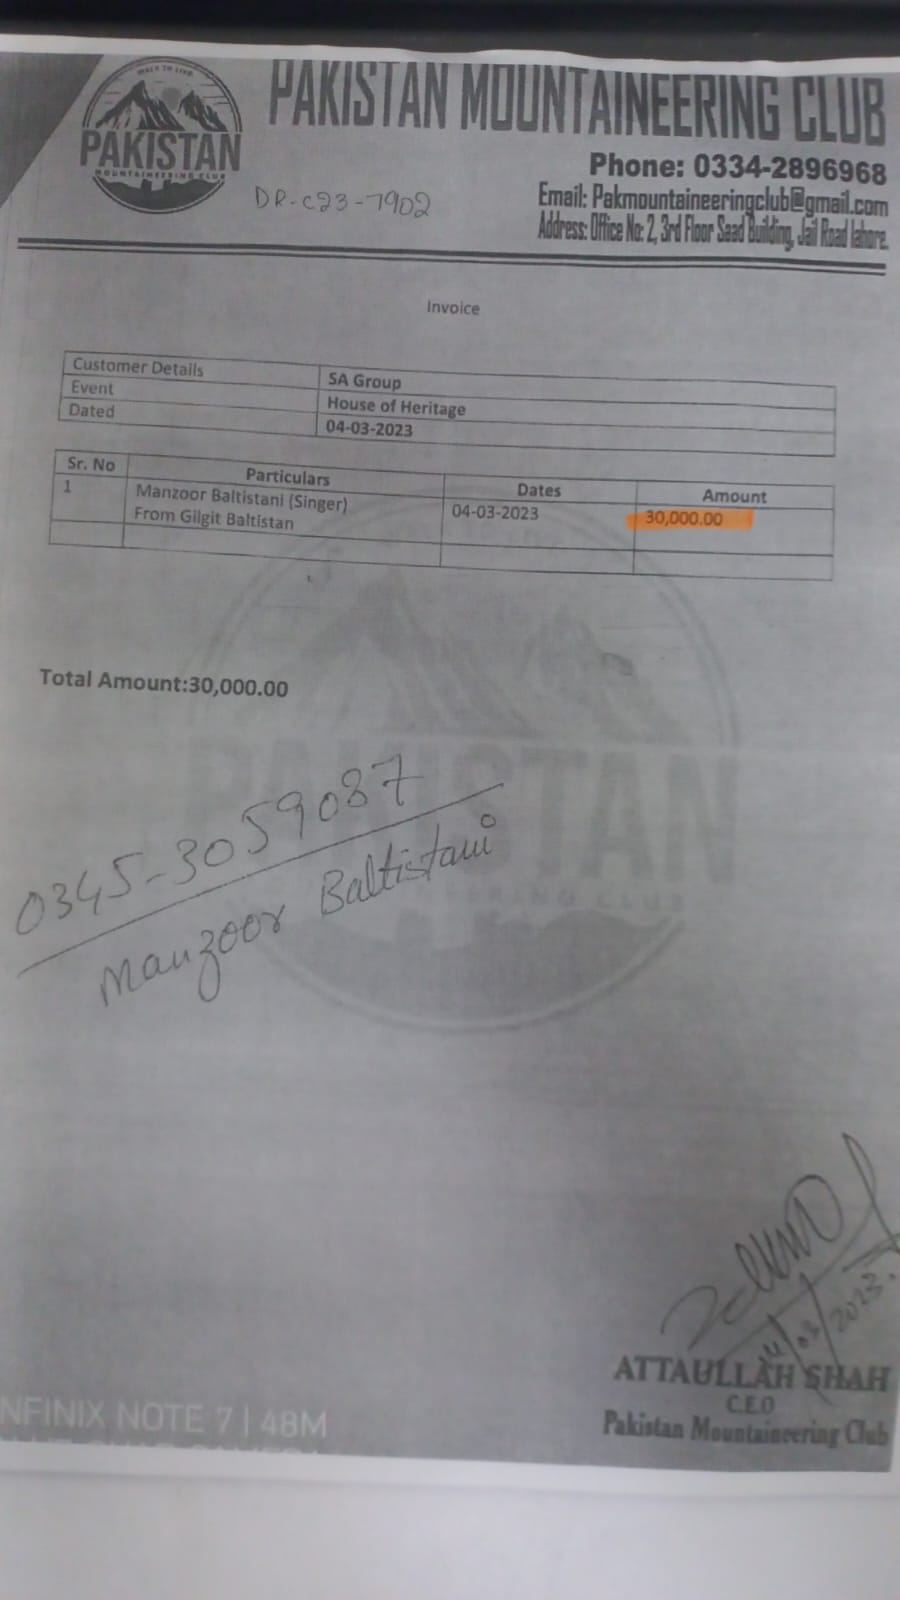 WALK TO LIVE
PAKISTAN
MOUNTAINEERING CLUB
PAKISTAN MOUNTAINEERING CLUB
Phone: 0334-2896968
Email: Pakmountaineeringclub@gmail.com
Address: Office No: 2, 3rd Floor Saad Building, Jail Road lahore.
DR-C23-7902
Invoice
Customer Details SA Group
Event House of Heritage
Dated 04-03-2023
Sr. No Particulars Dates Amount
1 Manzoor Baltistani (Singer) 04-03-2023 30,000.00
From Gilgit Baltistan
Total Amount:30,000.00
PAKISTAN
MOUNTAINEERING CLUB
0345-3059087
Manzoor Baltistani
/03/2023.
ATTAULLAH SHAH
C.E.O
Pakistan Mountaineering Club
NFINIX NOTE 7 | 48M